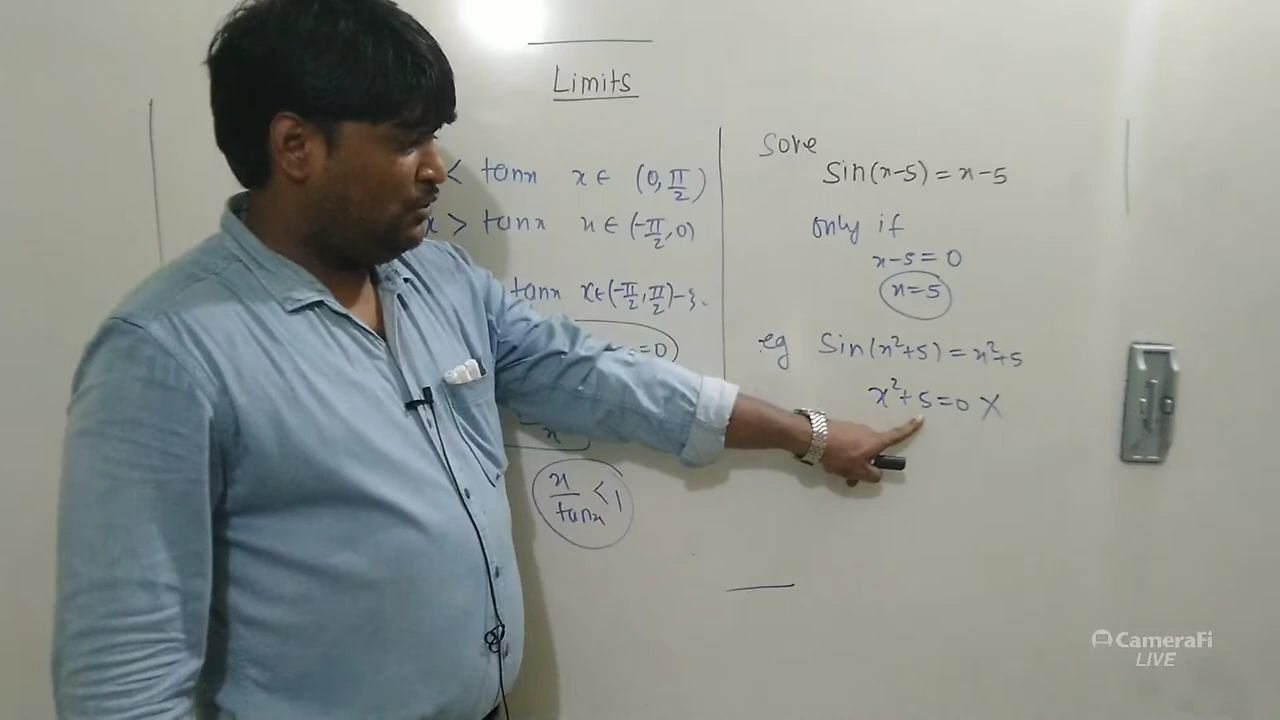 Limits
< tanx x ∈ (0, π/2)
x > tanx x ∈ (-π/2, 0)
tanx x ∈ (-π/2, π/2) - }.
=0)
x
x/tanx < 1
Solve
Sin(x-5) = x-5
only if
x-5=0
x=5
eg Sin(x²+5) = x²+5
x²+5=0 X
CameraFi
LIVE